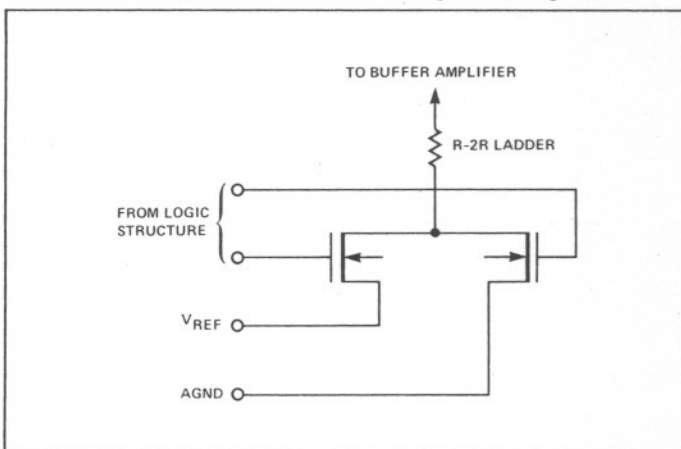 TO BUFFER AMPLIFIER
R-2R LADDER
FROM LOGIC
STRUCTURE
VREF
AGND